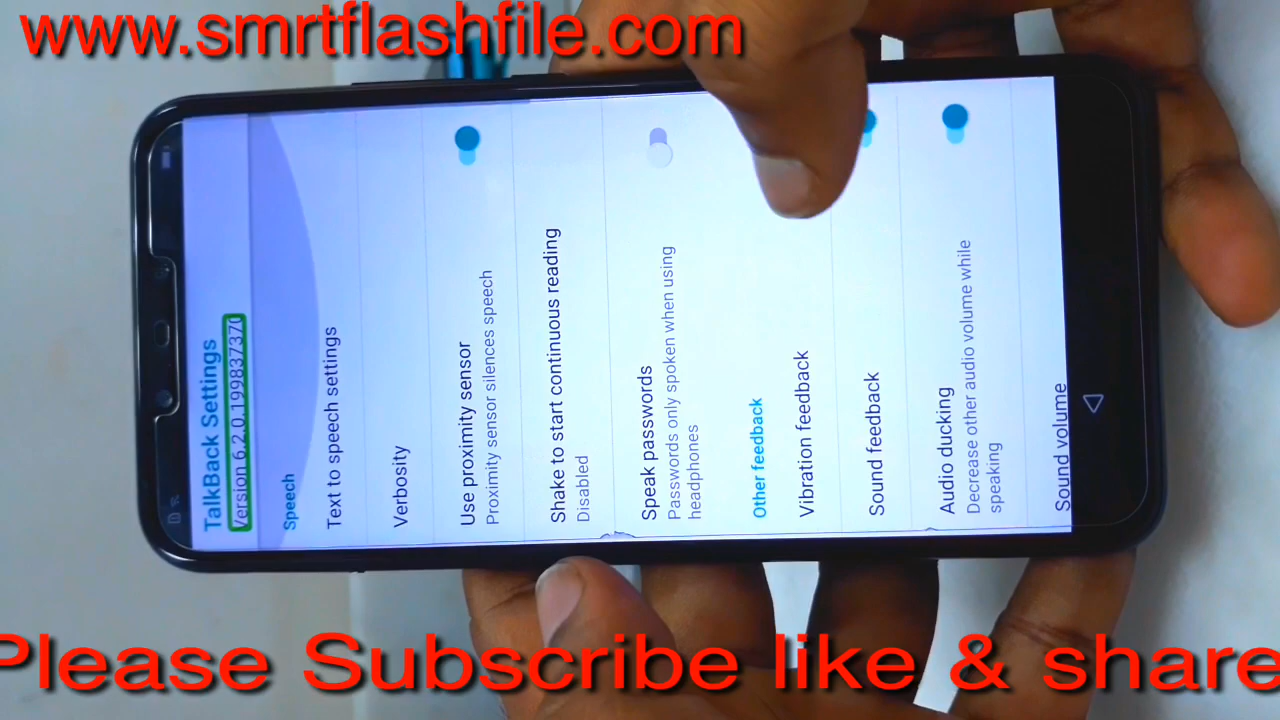 www.smrtflashfile.com
TalkBack Settings
Version 6.2.0.199837370
Speech
Text to speech settings
Verbosity
Use proximity sensor
Proximity sensor silences speech
Shake to start continuous reading
Disabled
Speak passwords
Passwords only spoken when using
headphones
Other feedback
Vibration feedback
Sound feedback
Audio ducking
Decrease other audio volume while
speaking
Sound volume
Please Subscribe like & share